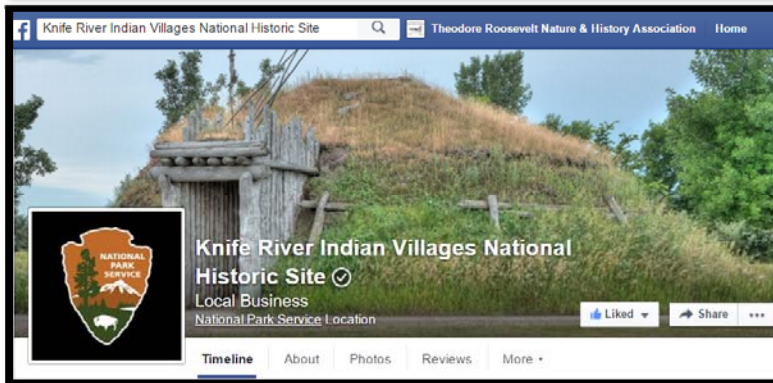 f Knife River Indian Villages National Historic Site Theodore Roosevelt Nature & History Association Home
NATIONAL
PARK
SERVICE
Knife River Indian Villages National
Historic Site
Local Business
National Park Service Location
Liked Share
Timeline About Photos Reviews More